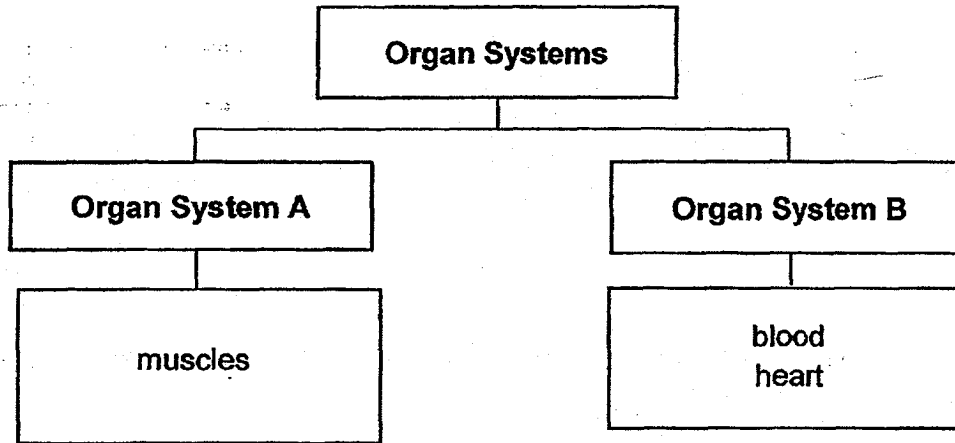 Organ Systems
Organ System A
Organ System B
muscles
blood
heart